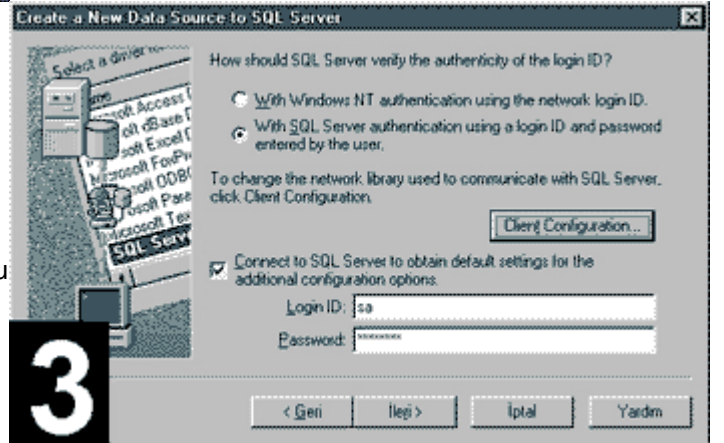 Create a New Data Source to SQL Server
Select a driver
How should SQL Server verify the authenticity of the login ID?
With Windows NT authentication using the network login ID.
With SQL Server authentication using a login ID and password
entered by the user.
To change the network library used to communicate with SQL Server,
click Client Configuration.
Client Configuration...
Connect to SQL Server to obtain default settings for the
additional configuration options.
Login ID: sa
Password: **********
3
< Geri
İleri >
İptal
Yardım